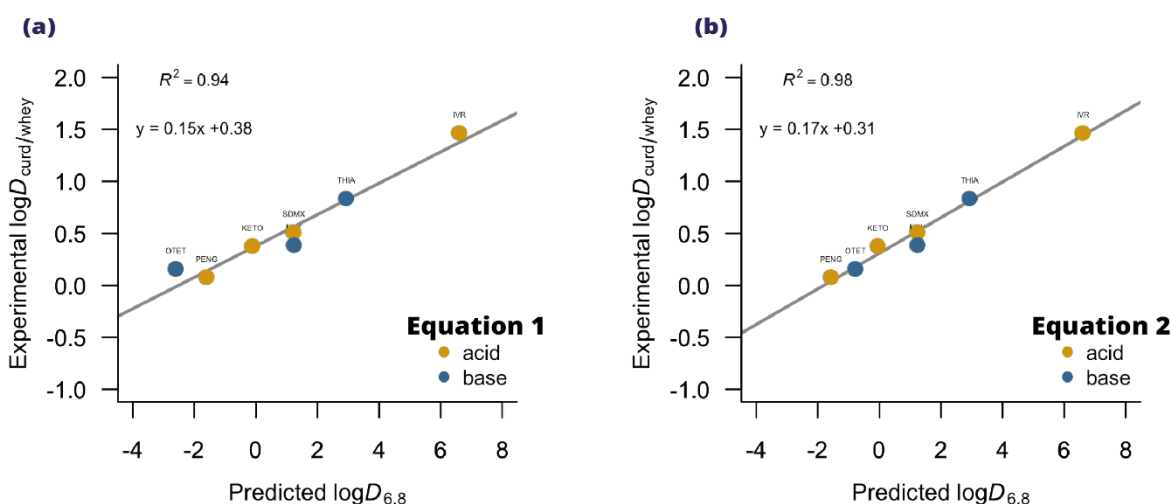 (a)
R² = 0.94
y = 0.15x +0.38
2.0
1.5
1.0
0.5
0.0
-0.5
-1.0
Experimental logD curd/whey
IVR
THIA
SDMX
KETO
OTET
PENG
Equation 1
acid
base
-4 -2 0 2 4 6 8
Predicted logD6.8
(b)
R² = 0.98
y = 0.17x +0.31
2.0
1.5
1.0
0.5
0.0
-0.5
-1.0
Experimental logD curd/whey
IVR
THIA
SDMX
KETO
OTET
PENG
Equation 2
acid
base
-4 -2 0 2 4 6 8
Predicted logD6.8